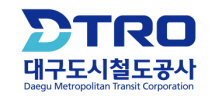 DTRO
대구도시철도공사
Daegu Metropolitan Transit Corporation